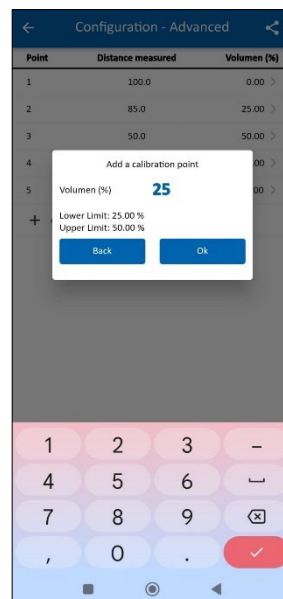 Configuration - Advanced
Point Distance measured Volumen (%)
1 100.0 0.00
2 85.0 25.00
3 50.0 50.00
4 00
5 00
+
Add a calibration point
Volumen (%) 25
Lower Limit: 25.00 %
Upper Limit: 50.00 %
Back Ok
1 2 3 -
4 5 6
7 8 9
, 0 .